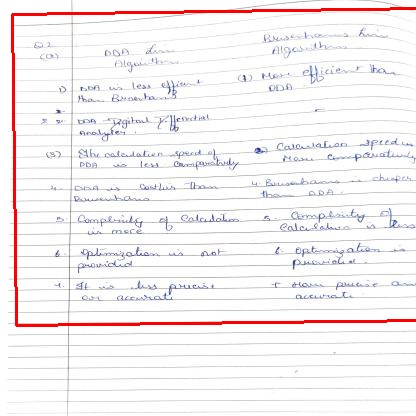 Q2
(a) DDA Line Algorithm
Bresenhams Line Algorithm
1) DDA is less efficient than Bresenhams
(1) More efficient than DDA.
2. DDA - Digital Differential Analyzer.
(3) The calculation speed of DDA is less comparatively
Calculation speed is More comparatively
4. DDA is costlier than Bresenhams
4. Bresenhams is cheaper than DDA.
5. Complexity of Calculation is more
5. Complexity of Calculation is less
6. Optimization is not provided
6. Optimization is provided.
7. It is less precise or accurate
7 More precise and accurate.